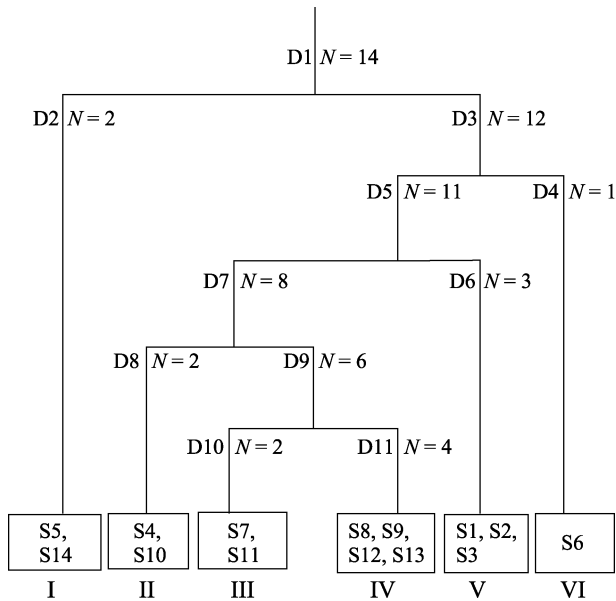 D1 N = 14
D2 N = 2
D3 N = 12
D5 N = 11
D4 N = 1
D7 N = 8
D6 N = 3
D8 N = 2
D9 N = 6
D10 N = 2
D11 N = 4
S5,
S14
S4,
S10
S7,
S11
S8, S9,
S12, S13
S1, S2,
S3
S6
I
II
III
IV
V
VI